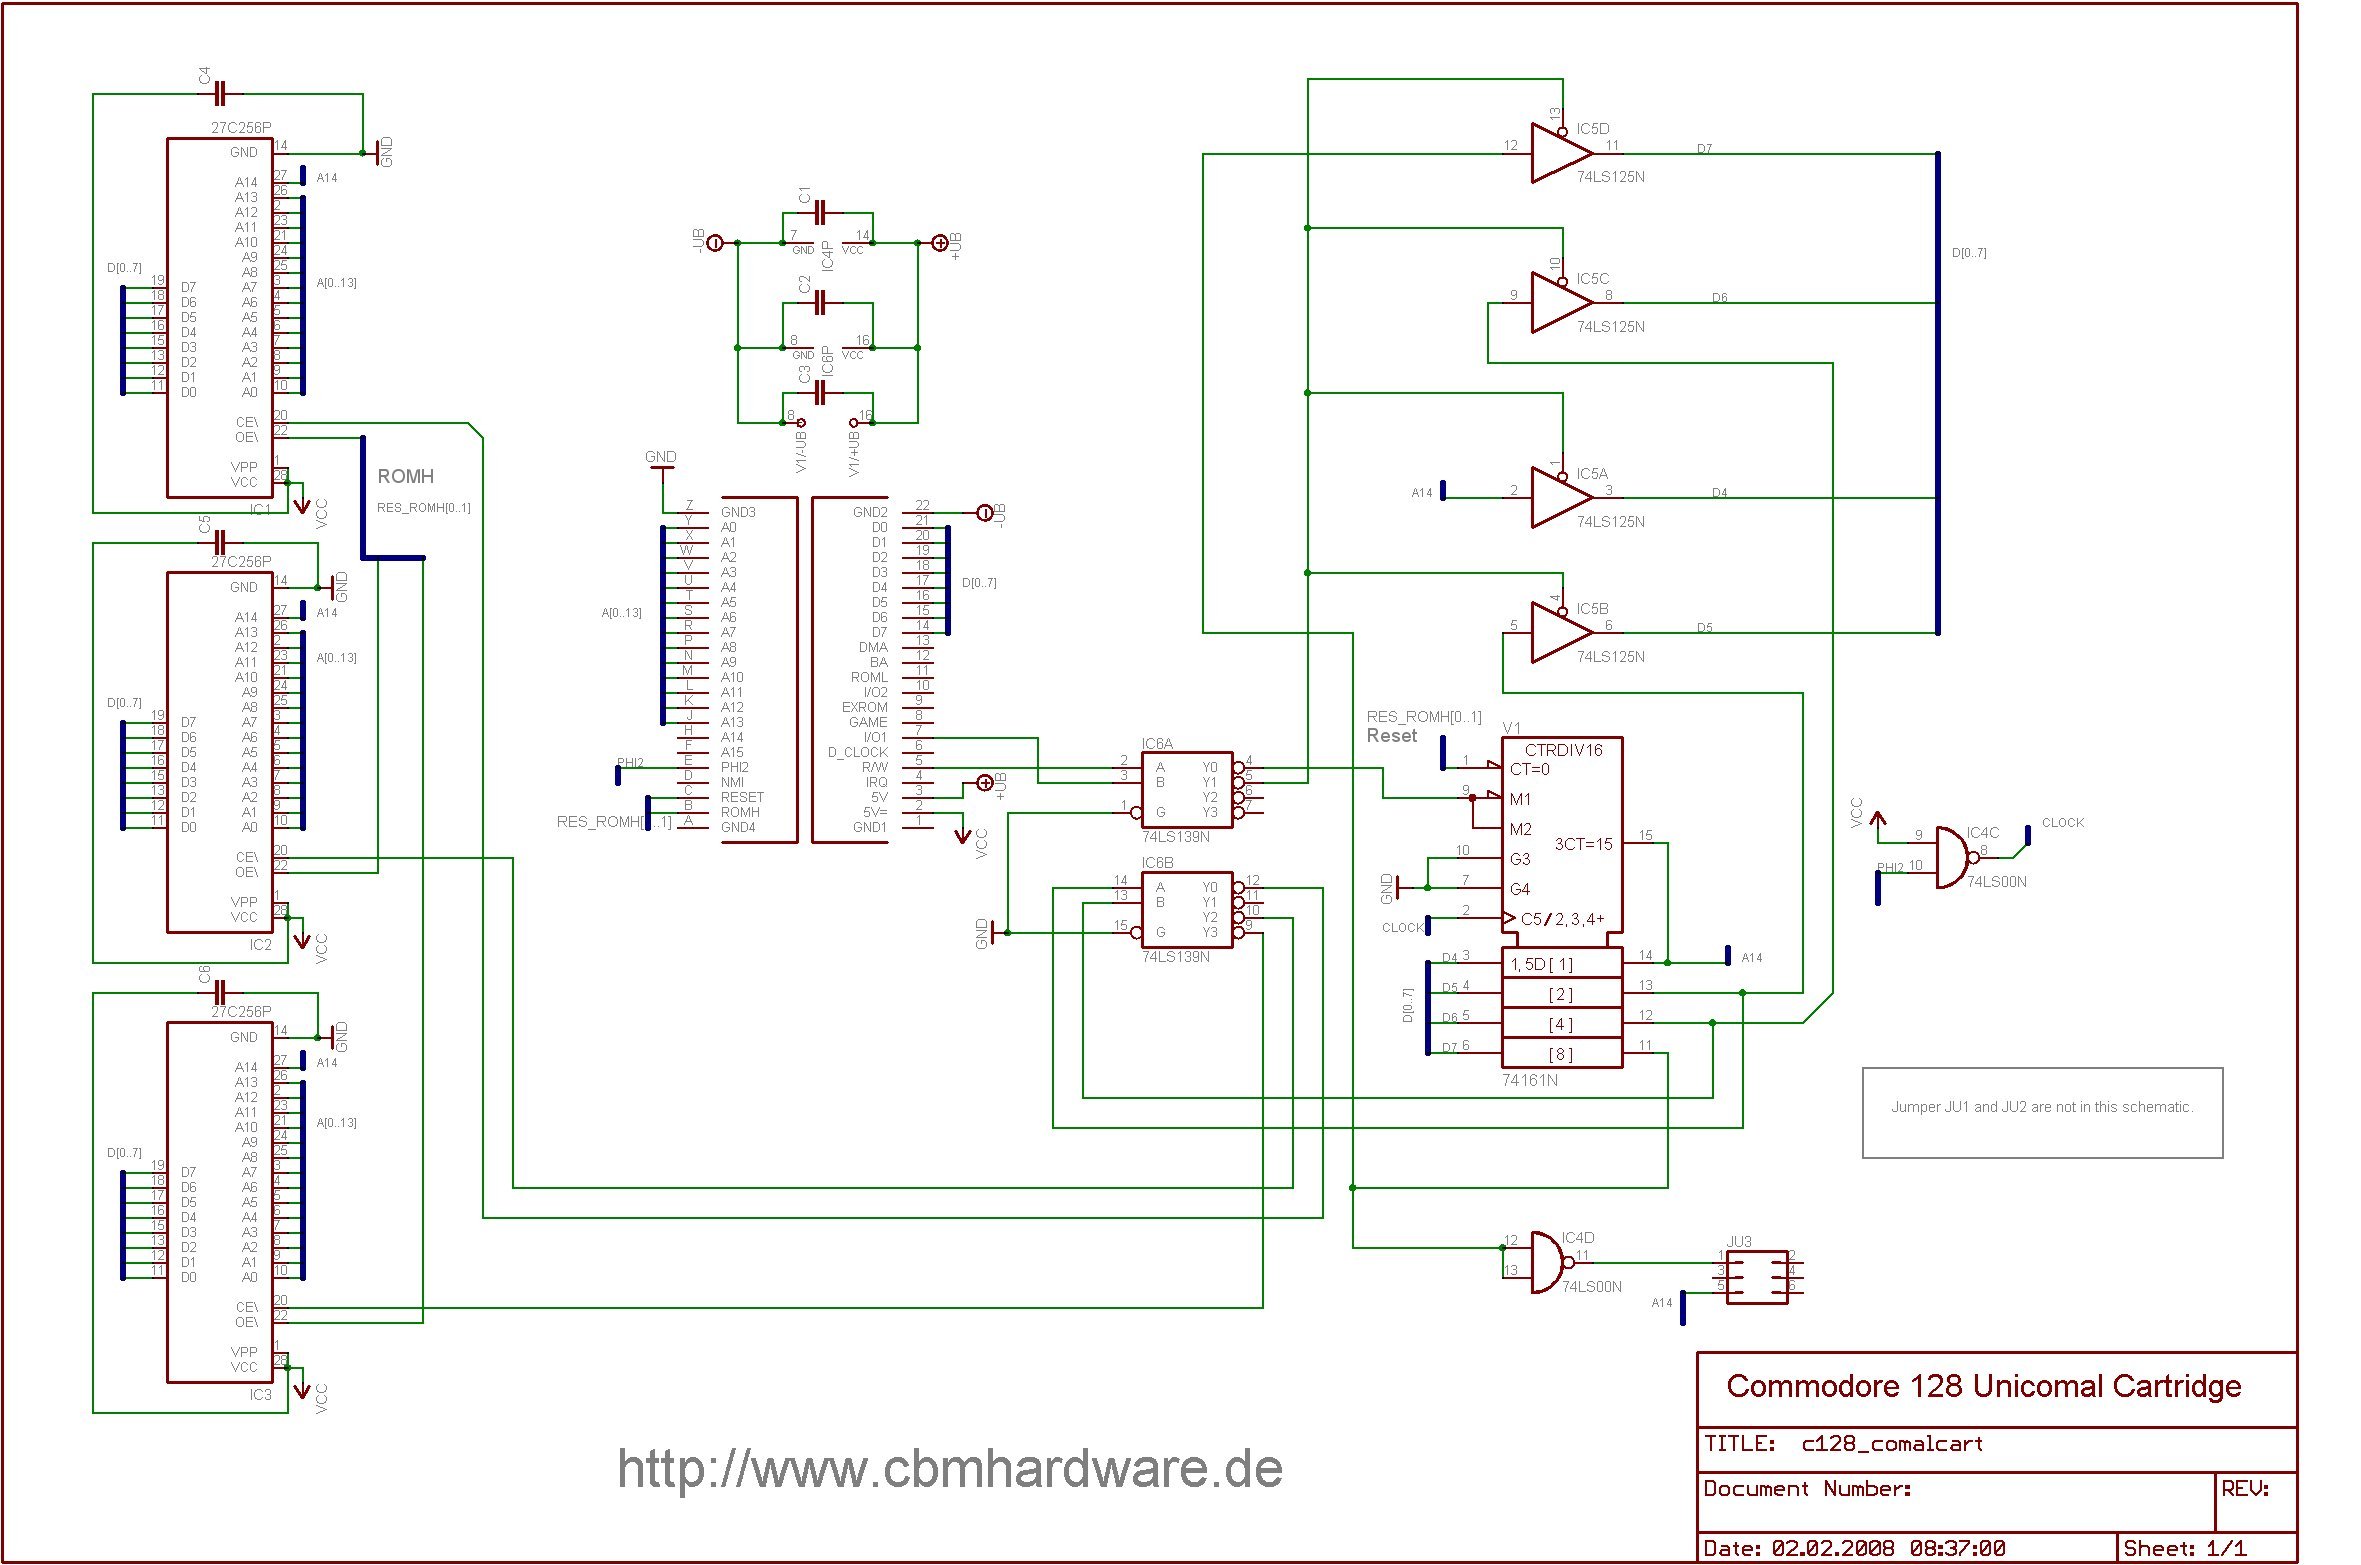 C4
27C256P
GND 14
GND
A14 27
A14
A13 26
A12 2
A11 23
A10 21
A9 24
A8 25
A7 3
A6 4
A5 5
A4 6
A3 7
A2 8
A1 9
A0 10
A[0..13]
D[0..7]
19 D7
18 D6
17 D5
16 D4
15 D3
13 D2
12 D1
11 D0
CE\ 20
OE\ 22
VPP 1
VCC 28
IC1
VCC
ROMH
RES_ROMH[0..1]
C5
27C256P
GND 14
GND
A14 27
A14
A13 26
A12 2
A11 23
A10 21
A9 24
A8 25
A7 3
A6 4
A5 5
A4 6
A3 7
A2 8
A1 9
A0 10
A[0..13]
D[0..7]
19 D7
18 D6
17 D5
16 D4
15 D3
13 D2
12 D1
11 D0
CE\ 20
OE\ 22
VPP 1
VCC 28
IC2
VCC
C6
27C256P
GND 14
GND
A14 27
A14
A13 26
A12 2
A11 23
A10 21
A9 24
A8 25
A7 3
A6 4
A5 5
A4 6
A3 7
A2 8
A1 9
A0 10
A[0..13]
D[0..7]
19 D7
18 D6
17 D5
16 D4
15 D3
13 D2
12 D1
11 D0
CE\ 20
OE\ 22
VPP 1
VCC 28
IC3
VCC
C1
-UB
7 GND
IC4P
14 VCC
+UB
C2
8 GND
IC6P
16 VCC
C3
8
V1/-UB
16
V1/+UB
GND
Z GND3
Y A0
X A1
W A2
V A3
U A4
T A5
S A6
R A7
P A8
N A9
M A10
L A11
K A12
J A13
H A14
F A15
E PHI2
D NMI
C RESET
B ROMH
A GND4
A[0..13]
PHI2
RES_ROMH[0..1]
GND2 22
D0 21
D1 20
D2 19
D3 18
D4 17
D5 16
D6 15
D7 14
DMA 13
BA 12
ROML 11
I/O2 10
EXROM 9
GAME 8
I/O1 7
D_CLOCK 6
R/W 5
IRQ 4
5V 3
5V= 2
GND1 1
-UB
D[0..7]
+UB
VCC
IC6A
2 A Y0 4
3 B Y1 5
Y2 6
1 G Y3 7
74LS139N
IC6B
14 A Y0 12
13 B Y1 11
Y2 10
15 G Y3 9
74LS139N
GND
13
IC5D
12
11
D7
74LS125N
10
IC5C
9
8
D6
74LS125N
D[0..7]
1
IC5A
A14
2
3
D4
74LS125N
4
IC5B
5
6
D5
74LS125N
RES_ROMH[0..1]
Reset
V1
CTRDIV16
1 CT=0
9 M1
M2
3CT=15 15
10 G3
7 G4
GND
2 C5/2,3,4+
CLOCK
D4 3 1,5D[1] 14
A14
D5 4 [2] 13
D6 5 [4] 12
D7 6 [8] 11
D[0..7]
74161N
VCC
9
IC4C
PHI2 10
8
CLOCK
74LS00N
Jumper JU1 and JU2 are not in this schematic.
12
IC4D
11
13
74LS00N
JU3
1 2
3 4
5 6
A14
Commodore 128 Unicomal Cartridge
TITLE: c128_comalcart
Document Number:
REV:
Date: 02.02.2008 08:37:00
Sheet: 1/1
http://www.cbmhardware.de